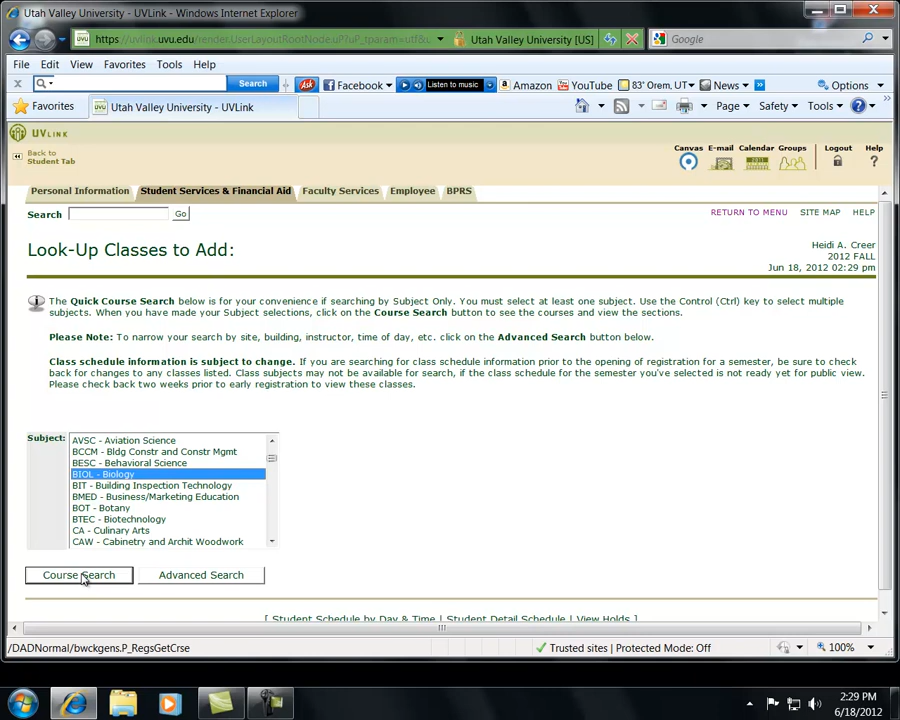 Utah Valley University - UVLink - Windows Internet Explorer
https://uvlink.uvu.edu/render.UserLayoutRootNode.uP?uP_tparam=utf&u Utah Valley University [US] Google
File Edit View Favorites Tools Help
x Search Ask Facebook Listen to music Amazon YouTube 83° Orem, UT News » Options
Favorites Utah Valley University - UVLink Page Safety Tools »
UVLINK
Back to
Student Tab
Canvas E-mail Calendar Groups Logout Help
Personal Information Student Services & Financial Aid Faculty Services Employee BPRS
Search Go RETURN TO MENU SITE MAP HELP
Look-Up Classes to Add:
Heidi A. Creer
2012 FALL
Jun 18, 2012 02:29 pm
The Quick Course Search below is for your convenience if searching by Subject Only. You must select at least one subject. Use the Control (Ctrl) key to select multiple
subjects. When you have made your Subject selections, click on the Course Search button to see the courses and view the sections.
Please Note: To narrow your search by site, building, instructor, time of day, etc. click on the Advanced Search button below.
Class schedule information is subject to change. If you are searching for class schedule information prior to the opening of registration for a semester, be sure to check
back for changes to any classes listed. Class subjects may not be available for search, if the class schedule for the semester you've selected is not ready yet for public view.
Please check back two weeks prior to early registration to view these classes.
Subject:
AVSC - Aviation Science
BCCM - Bldg Constr and Constr Mgmt
BESC - Behavioral Science
BIOL - Biology
BIT - Building Inspection Technology
BMED - Business/Marketing Education
BOT - Botany
BTEC - Biotechnology
CA - Culinary Arts
CAW - Cabinetry and Archit Woodwork
Course Search Advanced Search
[ Student Schedule by Day & Time | Student Detail Schedule | View Holds ]
/DADNormal/bwckgens.P_RegsGetCrse Trusted sites | Protected Mode: Off 100%
2:29 PM
6/18/2012